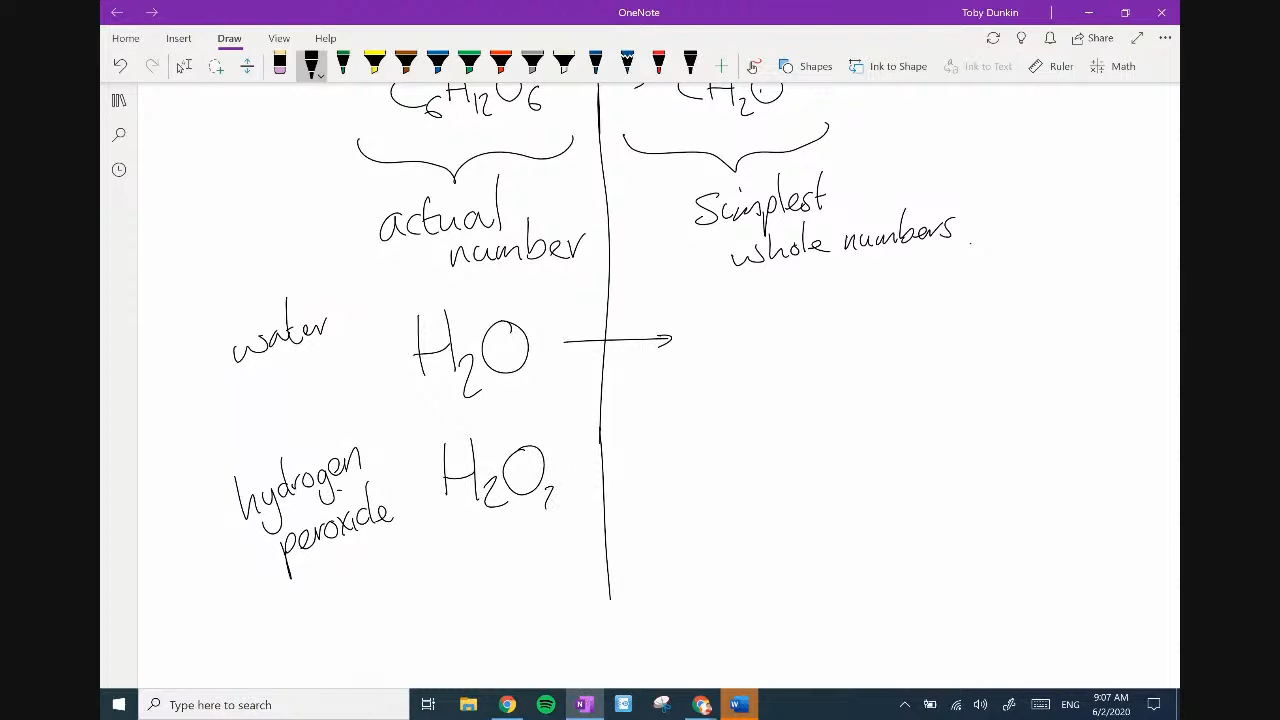 OneNote
Toby Dunkin
Home Insert Draw View Help
Share
Shapes Ink to Shape Ink to Text Ruler Math
C6H12O6 CH2O
actual
number
simplest
whole numbers.
water H2O →
hydrogen
peroxide H2O2
Type here to search
ENG
9:07 AM
6/2/2020